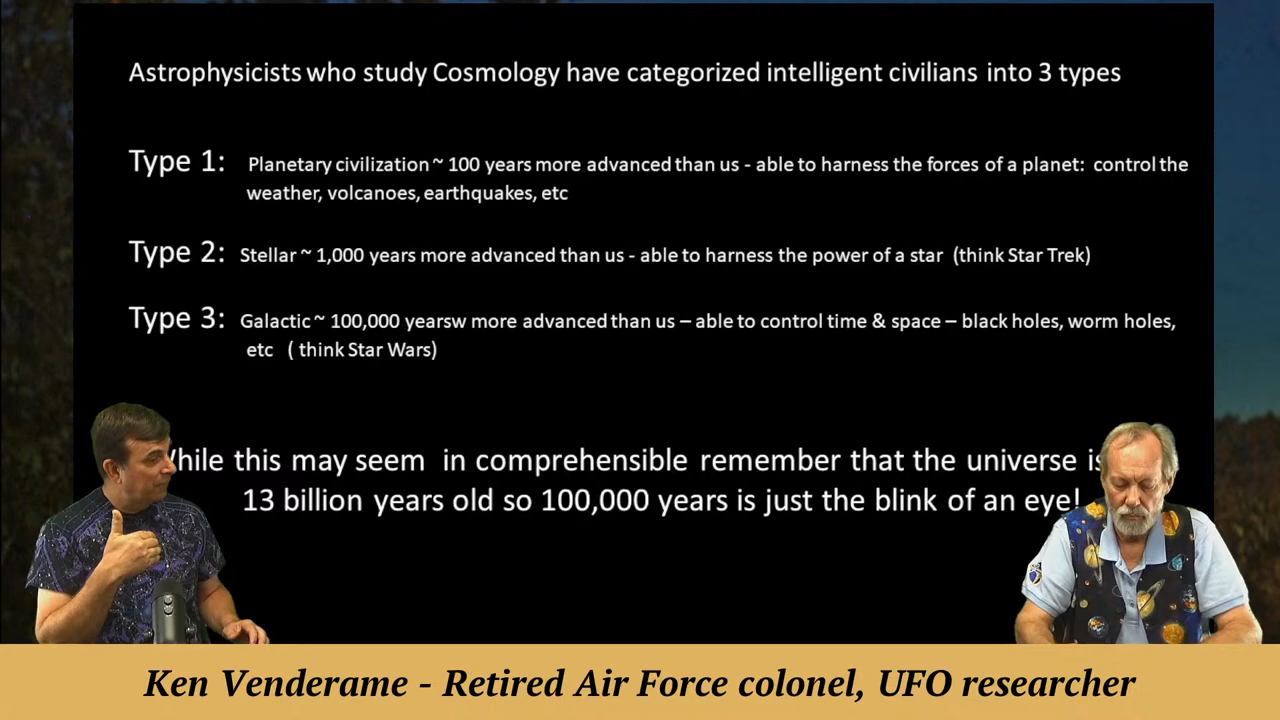 Astrophysicists who study Cosmology have categorized intelligent civilians into 3 types
Type 1: Planetary civilization ~ 100 years more advanced than us - able to harness the forces of a planet: control the
weather, volcanoes, earthquakes, etc
Type 2: Stellar ~ 1,000 years more advanced than us - able to harness the power of a star (think Star Trek)
Type 3: Galactic ~ 100,000 yearsw more advanced than us – able to control time & space – black holes, worm holes,
etc ( think Star Wars)
hile this may seem in comprehensible remember that the universe is
13 billion years old so 100,000 years is just the blink of an eye!
Ken Venderame - Retired Air Force colonel, UFO researcher